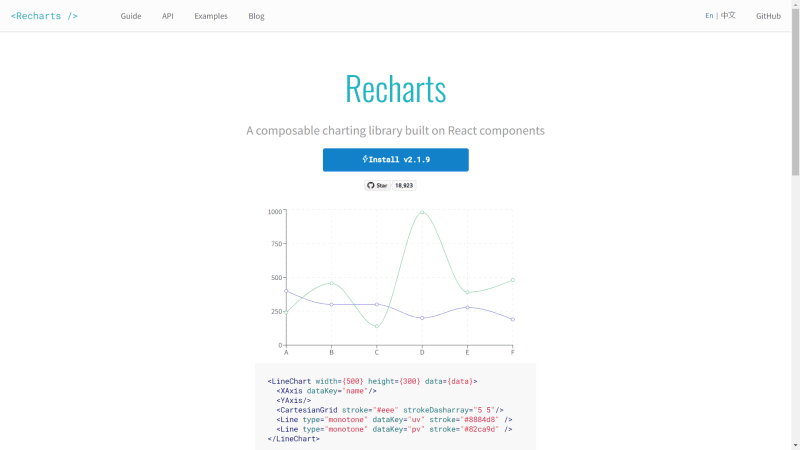 <Recharts />
Guide API Examples Blog
En | 中文 GitHub
Recharts
A composable charting library built on React components
Install v2.1.9
Star 18,923
1000
750
500
250
0
A B C D E F
<LineChart width={500} height={300} data={data}>
<XAxis dataKey="name"/>
<YAxis/>
<CartesianGrid stroke="#eee" strokeDasharray="5 5"/>
<Line type="monotone" dataKey="uv" stroke="#8884d8" />
<Line type="monotone" dataKey="pv" stroke="#82ca9d" />
</LineChart>